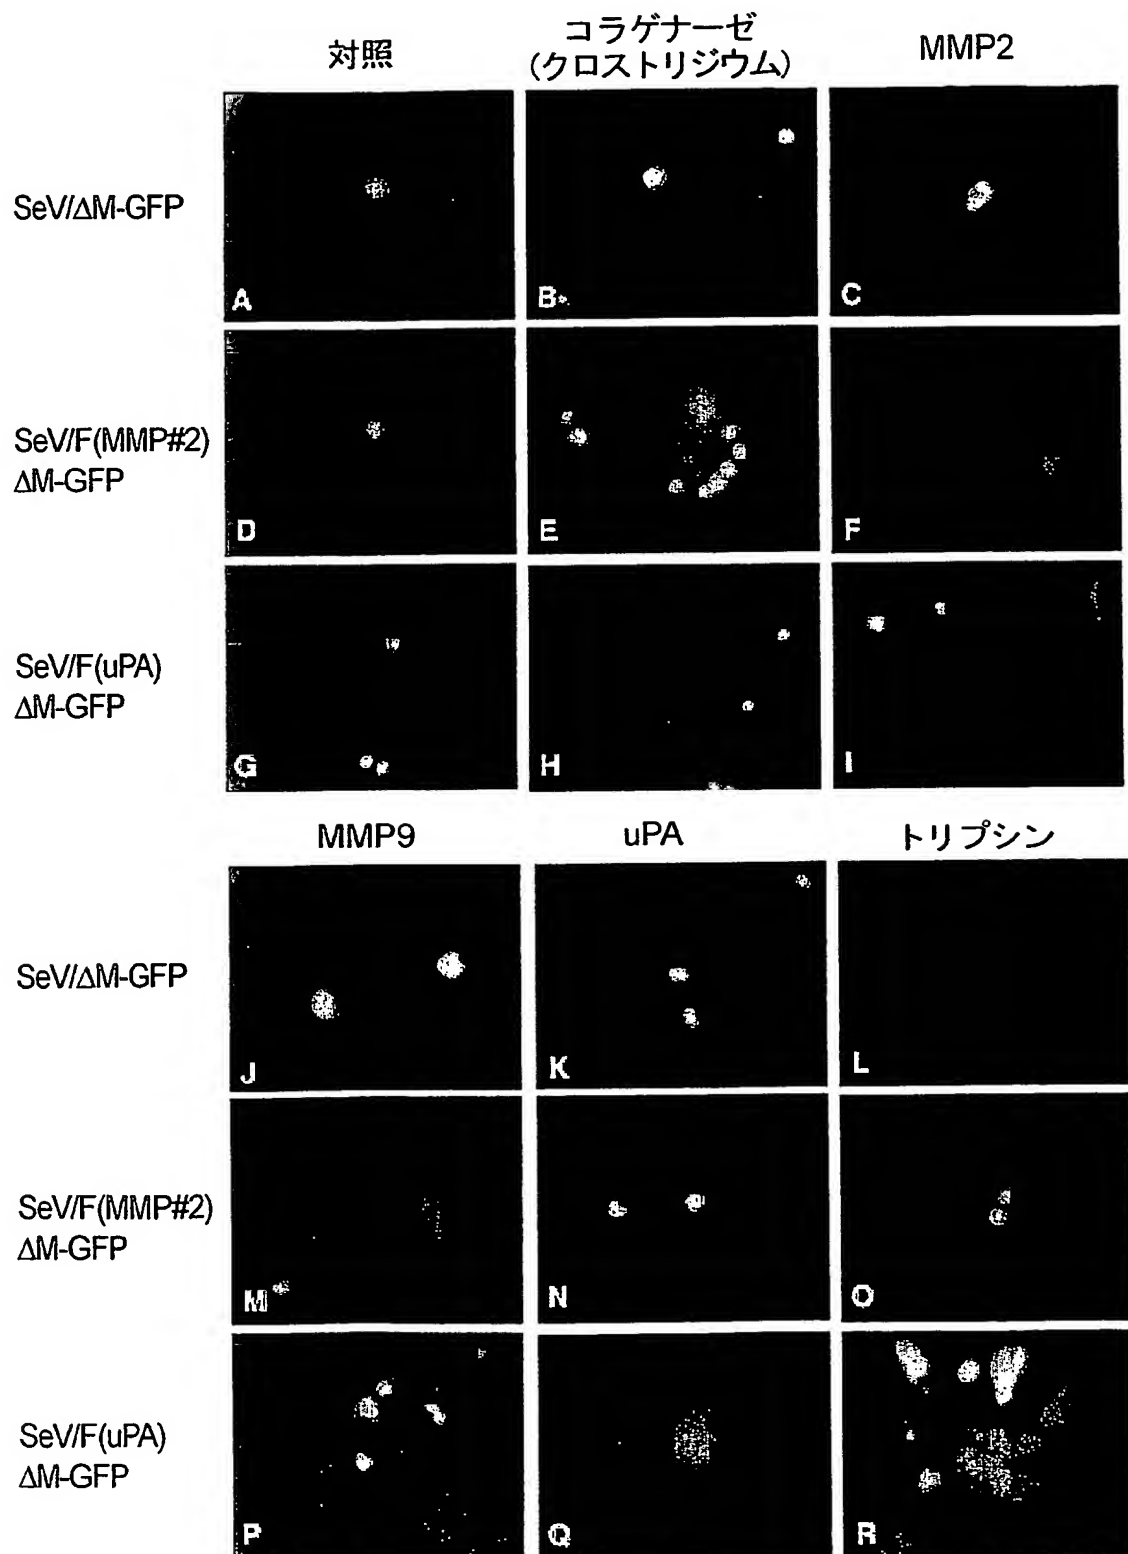 対照
コラゲナーゼ
(クロストリジウム)
MMP2
SeV/ΔM-GFP
A
B
C
SeV/F(MMP#2)
ΔM-GFP
D
E
F
SeV/F(uPA)
ΔM-GFP
G
H
I
MMP9
uPA
トリプシン
SeV/ΔM-GFP
J
K
L
SeV/F(MMP#2)
ΔM-GFP
M
N
O
SeV/F(uPA)
ΔM-GFP
P
Q
R